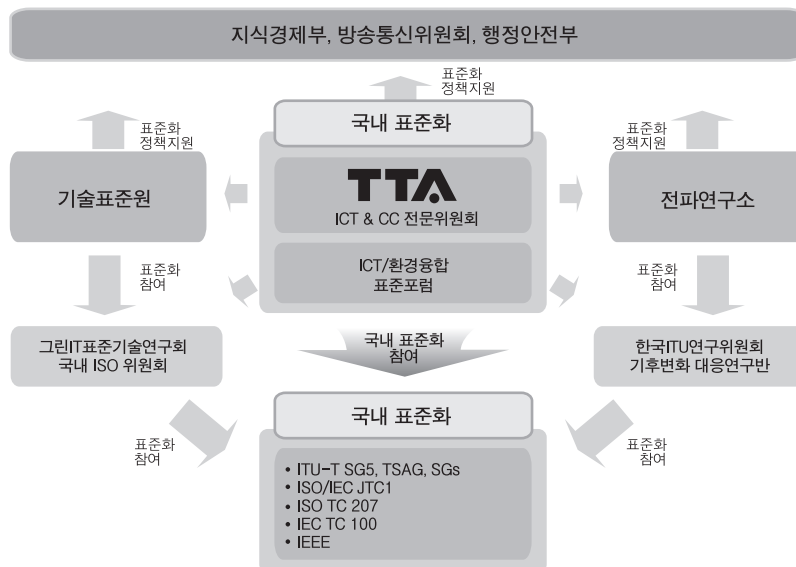 지식경제부, 방송통신위원회, 행정안전부
표준화
정책지원
국내 표준화
표준화
정책지원
표준화
정책지원
기술표준원
TTA
ICT & CC 전문위원회
전파연구소
ICT/환경융합
표준포럼
표준화
참여
표준화
참여
그린IT표준기술연구회
국내 ISO 위원회
국내 표준화
참여
한국ITU연구위원회
기후변화 대응연구반
국내 표준화
표준화
참여
표준화
참여
• ITU-T SG5, TSAG, SGs
• ISO/IEC JTC1
• ISO TC 207
• IEC TC 100
• IEEE